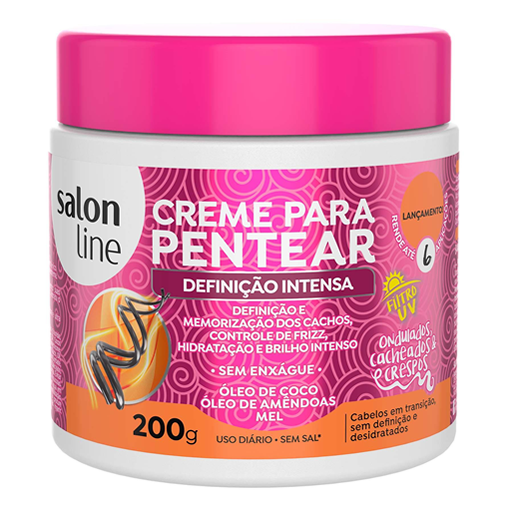 salon
line
CREME PARA
PENTEAR
DEFINIÇÃO INTENSA
DEFINIÇÃO E
MEMORIZAÇÃO DOS CACHOS,
CONTROLE DE FRIZZ,
HIDRATAÇÃO E BRILHO INTENSO
• SEM ENXÁGUE •
ÓLEO DE COCO
ÓLEO DE AMÊNDOAS
MEL
200g
USO DIÁRIO • SEM SAL*
LANÇAMENTO!
RENDE ATÉ
6
FILTRO
UV
ondulados,
cacheados
e CRESPOS
Cabelos em transição,
sem definição e
desidratados